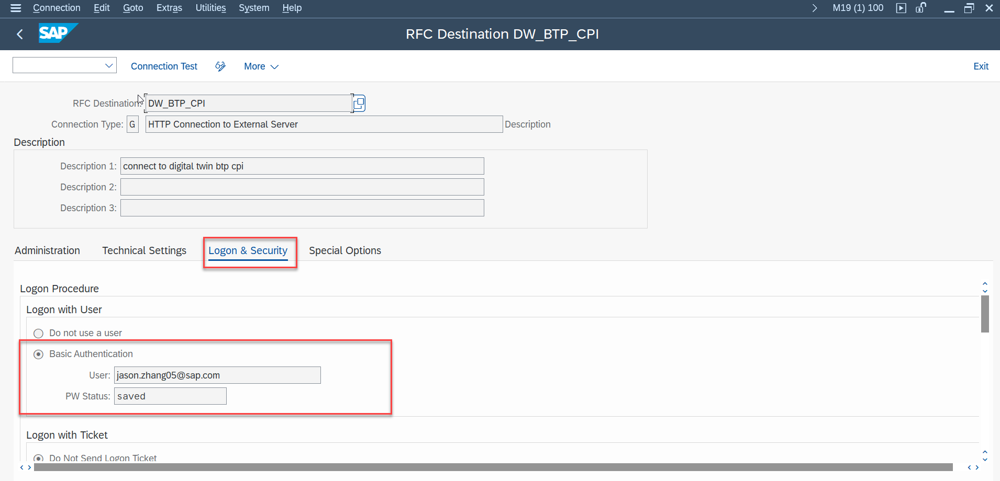 Connection Edit Goto Extras Utilities System Help M19 (1) 100
SAP RFC Destination DW_BTP_CPI
Connection Test More Exit
RFC Destination: DW_BTP_CPI
Connection Type: G HTTP Connection to External Server Description
Description
Description 1: connect to digital twin btp cpi
Description 2:
Description 3:
Administration Technical Settings Logon & Security Special Options
Logon Procedure
Logon with User
Do not use a user
Basic Authentication
User: jason.zhang05@sap.com
PW Status: saved
Logon with Ticket
Do Not Send Logon Ticket